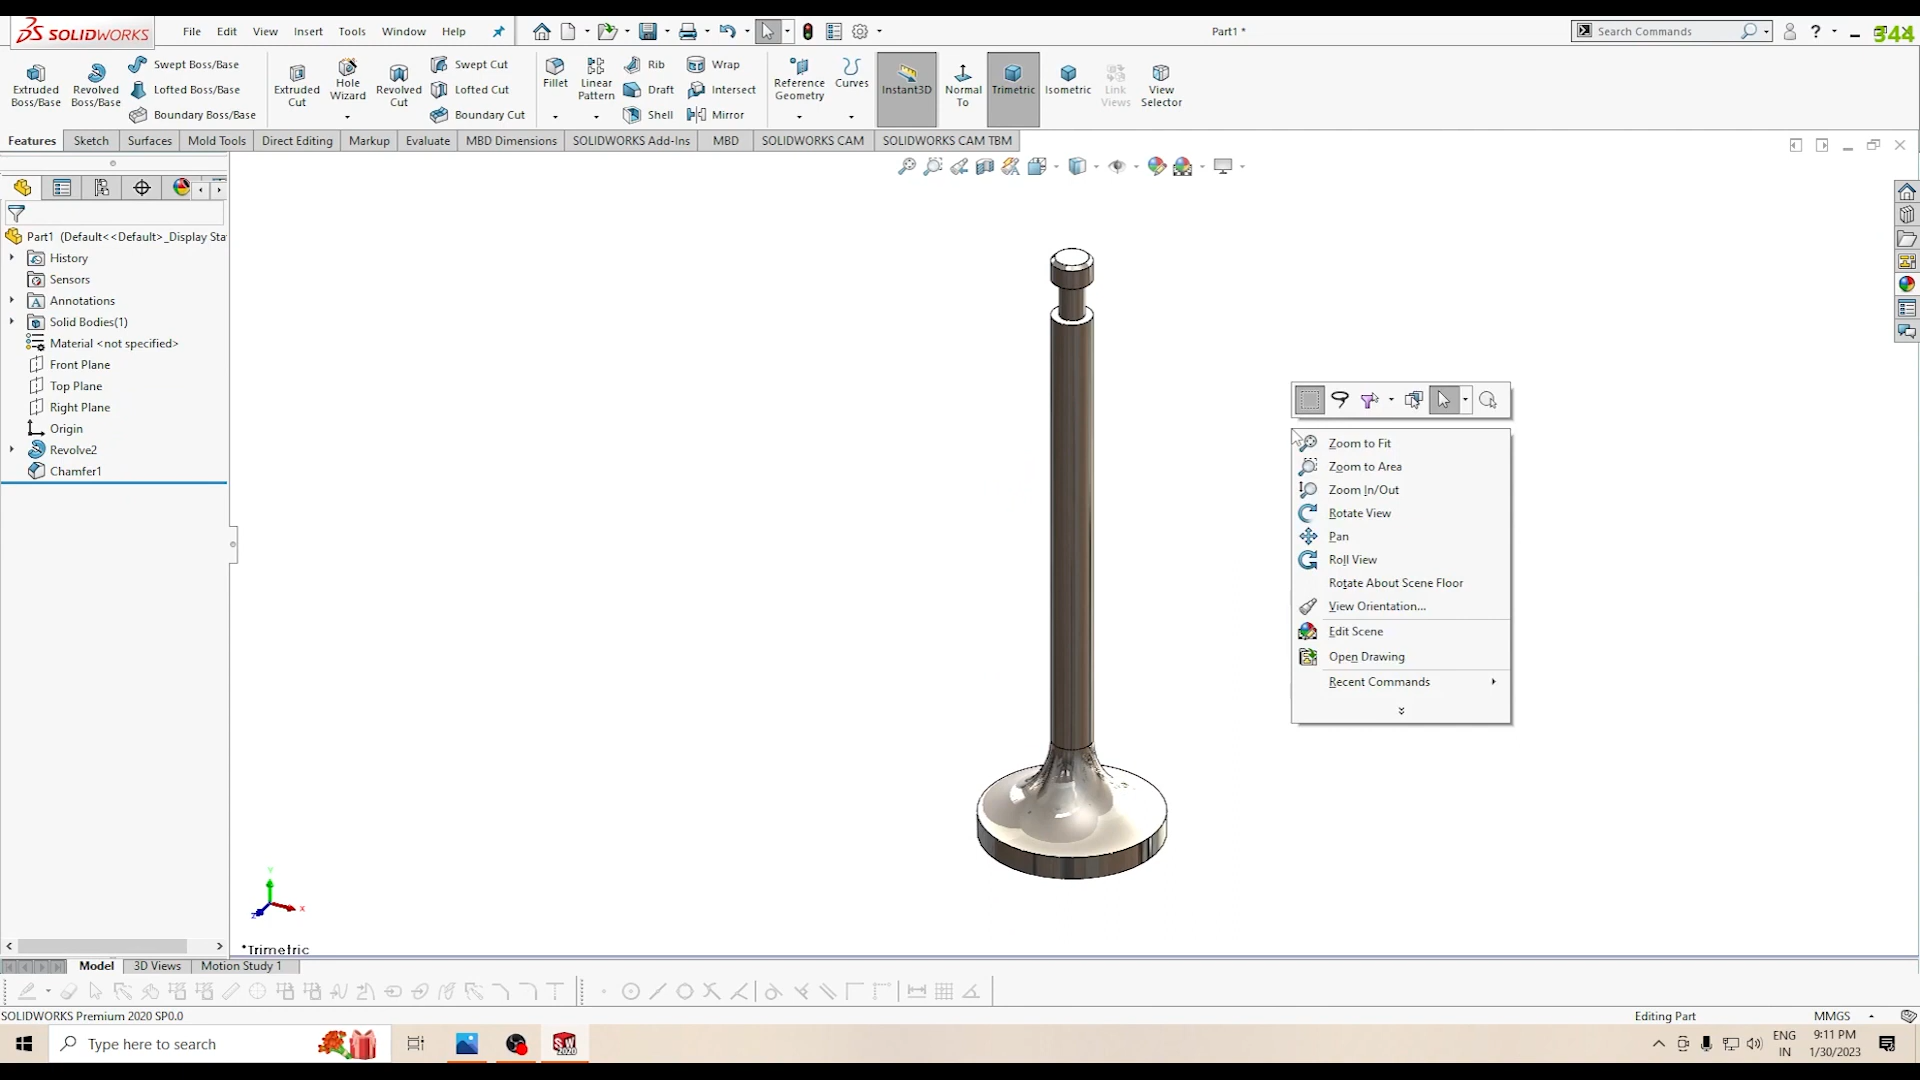 SOLIDWORKS File Edit View Insert Tools Window Help Part1 * Search Commands ? 344
Extruded Boss/Base
Revolved Boss/Base
Swept Boss/Base
Lofted Boss/Base
Boundary Boss/Base
Extruded Cut
Hole Wizard
Revolved Cut
Swept Cut
Lofted Cut
Boundary Cut
Fillet
Linear Pattern
Rib
Draft
Shell
Wrap
Intersect
Mirror
Reference Geometry
Curves
Instant3D
Normal To
Trimetric
Isometric
Link Views
View Selector
Features Sketch Surfaces Mold Tools Direct Editing Markup Evaluate MBD Dimensions SOLIDWORKS Add-Ins MBD SOLIDWORKS CAM SOLIDWORKS CAM TBM
Part1 (Default<<Default>_Display Sta
History
Sensors
Annotations
Solid Bodies(1)
Material <not specified>
Front Plane
Top Plane
Right Plane
Origin
Revolve2
Chamfer1
Zoom to Fit
Zoom to Area
Zoom In/Out
Rotate View
Pan
Roll View
Rotate About Scene Floor
View Orientation...
Edit Scene
Open Drawing
Recent Commands
Y
X
Z
*Trimetric
Model 3D Views Motion Study 1
SOLIDWORKS Premium 2020 SP0.0 Editing Part MMGS
Type here to search
SW 2020
ENG
IN
9:11 PM
1/30/2023